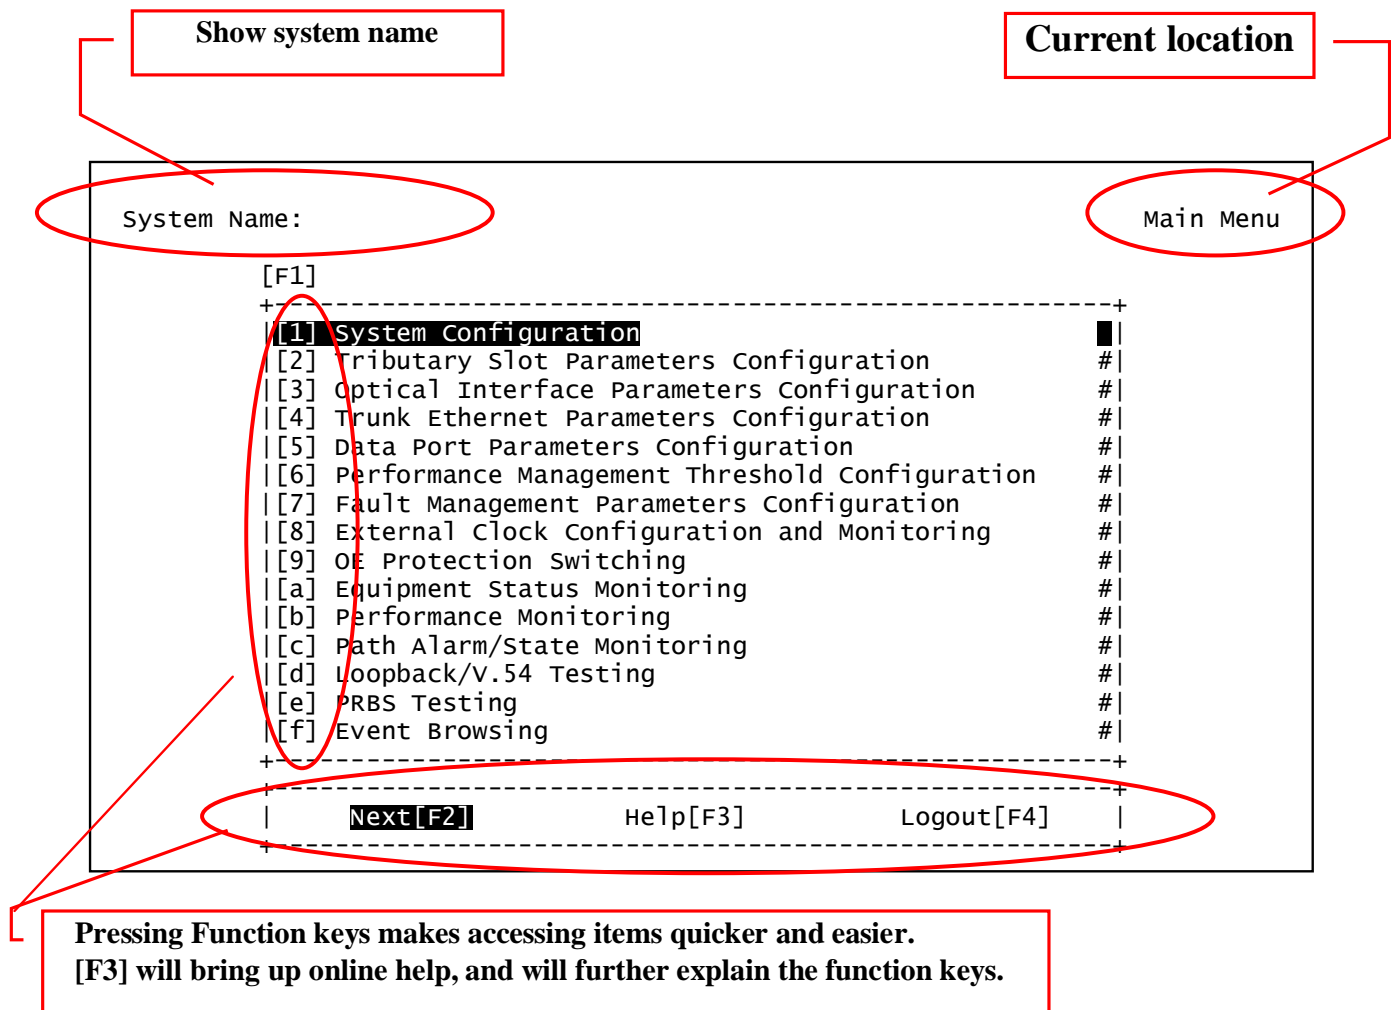 Show system name
Current location
System Name: Main Menu
[F1]
+-------------------------------------------------------+
|[1] System Configuration |
|[2] Tributary Slot Parameters Configuration #|
|[3] Optical Interface Parameters Configuration #|
|[4] Trunk Ethernet Parameters Configuration #|
|[5] Data Port Parameters Configuration #|
|[6] Performance Management Threshold Configuration #|
|[7] Fault Management Parameters Configuration #|
|[8] External Clock Configuration and Monitoring #|
|[9] OE Protection Switching #|
|[a] Equipment Status Monitoring #|
|[b] Performance Monitoring #|
|[c] Path Alarm/State Monitoring #|
|[d] Loopback/V.54 Testing #|
|[e] PRBS Testing #|
|[f] Event Browsing #|
+-------------------------------------------------------+
+-------------------------------------------------------+
| Next[F2] Help[F3] Logout[F4] |
+-------------------------------------------------------+
Pressing Function keys makes accessing items quicker and easier.
[F3] will bring up online help, and will further explain the function keys.